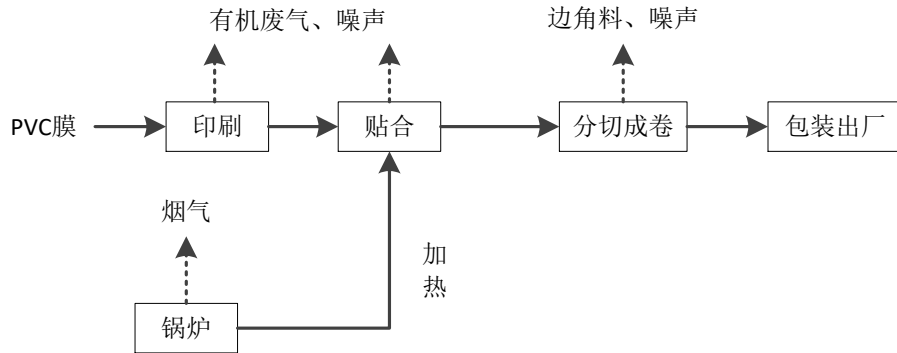 有机废气、噪声
边角料、噪声
PVC膜
印刷
贴合
分切成卷
包装出厂
烟气
加
热
锅炉